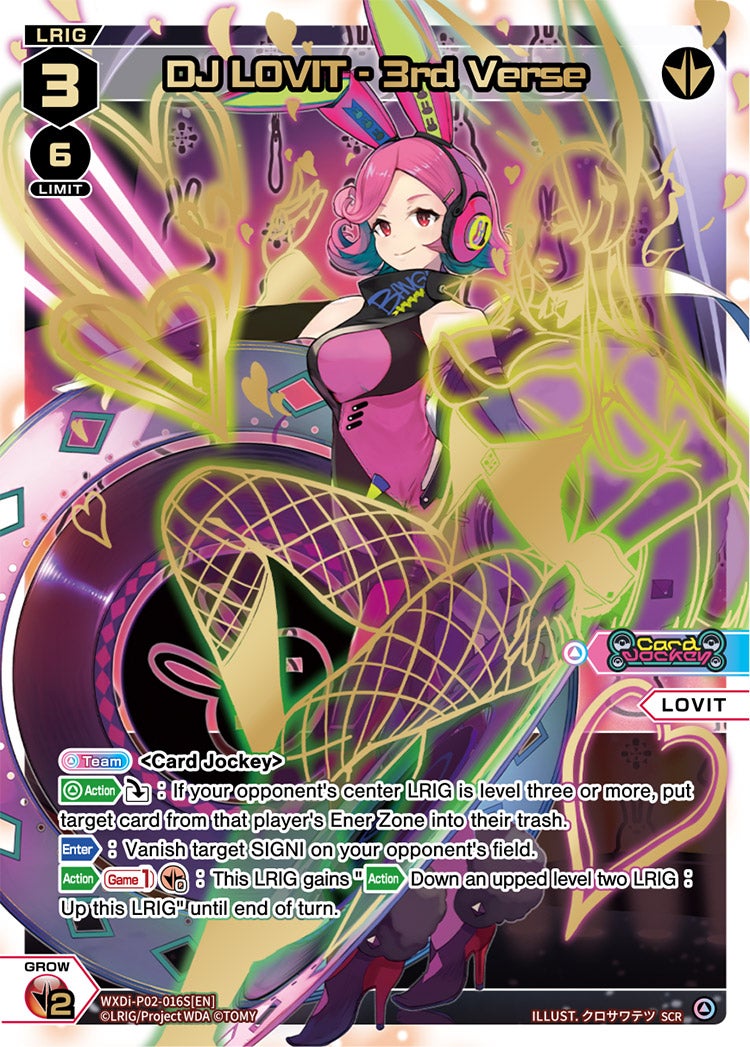 LRIG
3
DJ LOVIT - 3rd Verse
6
LIMIT
BANG
Card
Jockey
LOVIT
Team <Card Jockey>
Action : If your opponent's center LRIG is level three or more, put
target card from that player's Ener Zone into their trash.
Enter : Vanish target SIGNI on your opponent's field.
Action Game 1 G : This LRIG gains "Action Down an upped level two LRIG :
Up this LRIG" until end of turn.
GROW
2
WXDi-P02-016S[EN]
©LRIG/Project WDA ©TOMY
ILLUST. クロサワテツ SCR